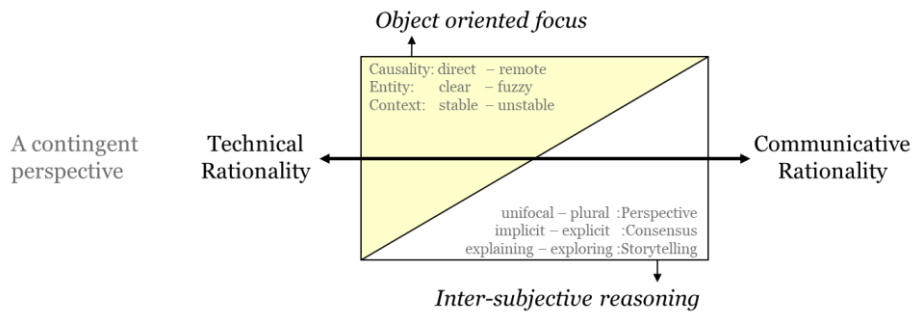 Object oriented focus
Causality: direct – remote
Entity: clear – fuzzy
Context: stable – unstable
A contingent
perspective
Technical
Rationality
Communicative
Rationality
unifocal – plural :Perspective
implicit – explicit :Consensus
explaining – exploring :Storytelling
Inter-subjective reasoning